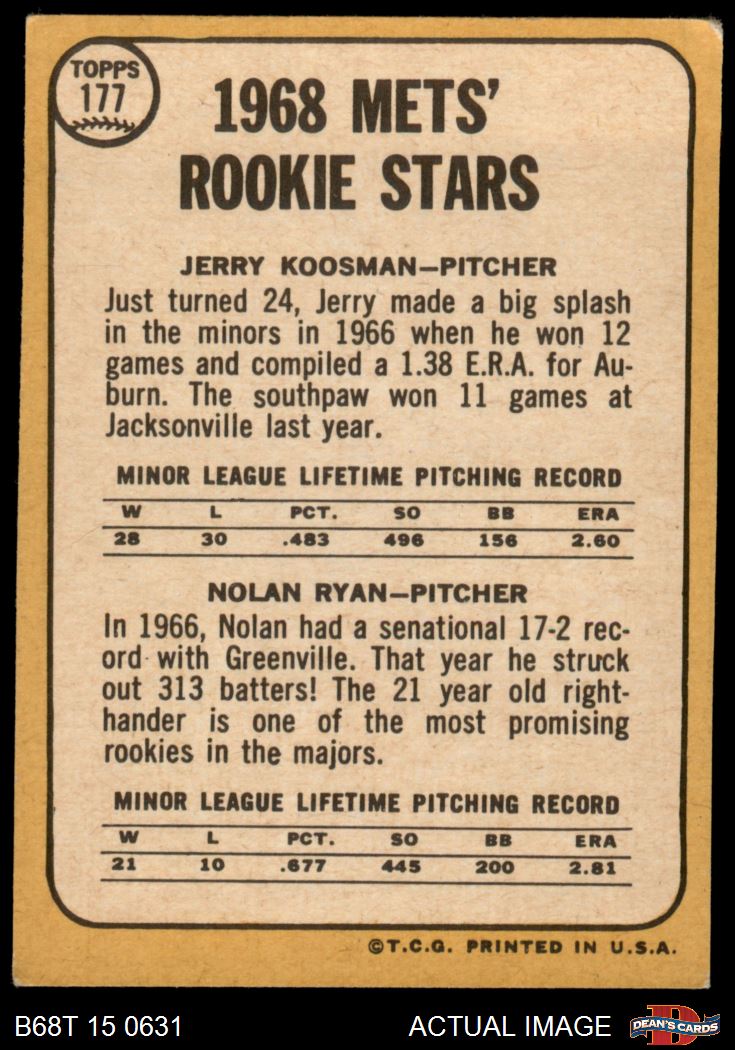 TOPPS
177
1968 METS'
ROOKIE STARS
JERRY KOOSMAN—PITCHER
Just turned 24, Jerry made a big splash
in the minors in 1966 when he won 12
games and compiled a 1.38 E.R.A. for Au-
burn. The southpaw won 11 games at
Jacksonville last year.
MINOR LEAGUE LIFETIME PITCHING RECORD
W L PCT. SO BB ERA
28 30 .483 496 156 2.60
NOLAN RYAN—PITCHER
In 1966, Nolan had a senational 17-2 rec-
ord with Greenville. That year he struck
out 313 batters! The 21 year old right-
hander is one of the most promising
rookies in the majors.
MINOR LEAGUE LIFETIME PITCHING RECORD
W L PCT. SO BB ERA
21 10 .677 445 200 2.81
©T.C.G. PRINTED IN U.S.A.
B68T 15 0631 ACTUAL IMAGE
D
DEAN'S CARDS